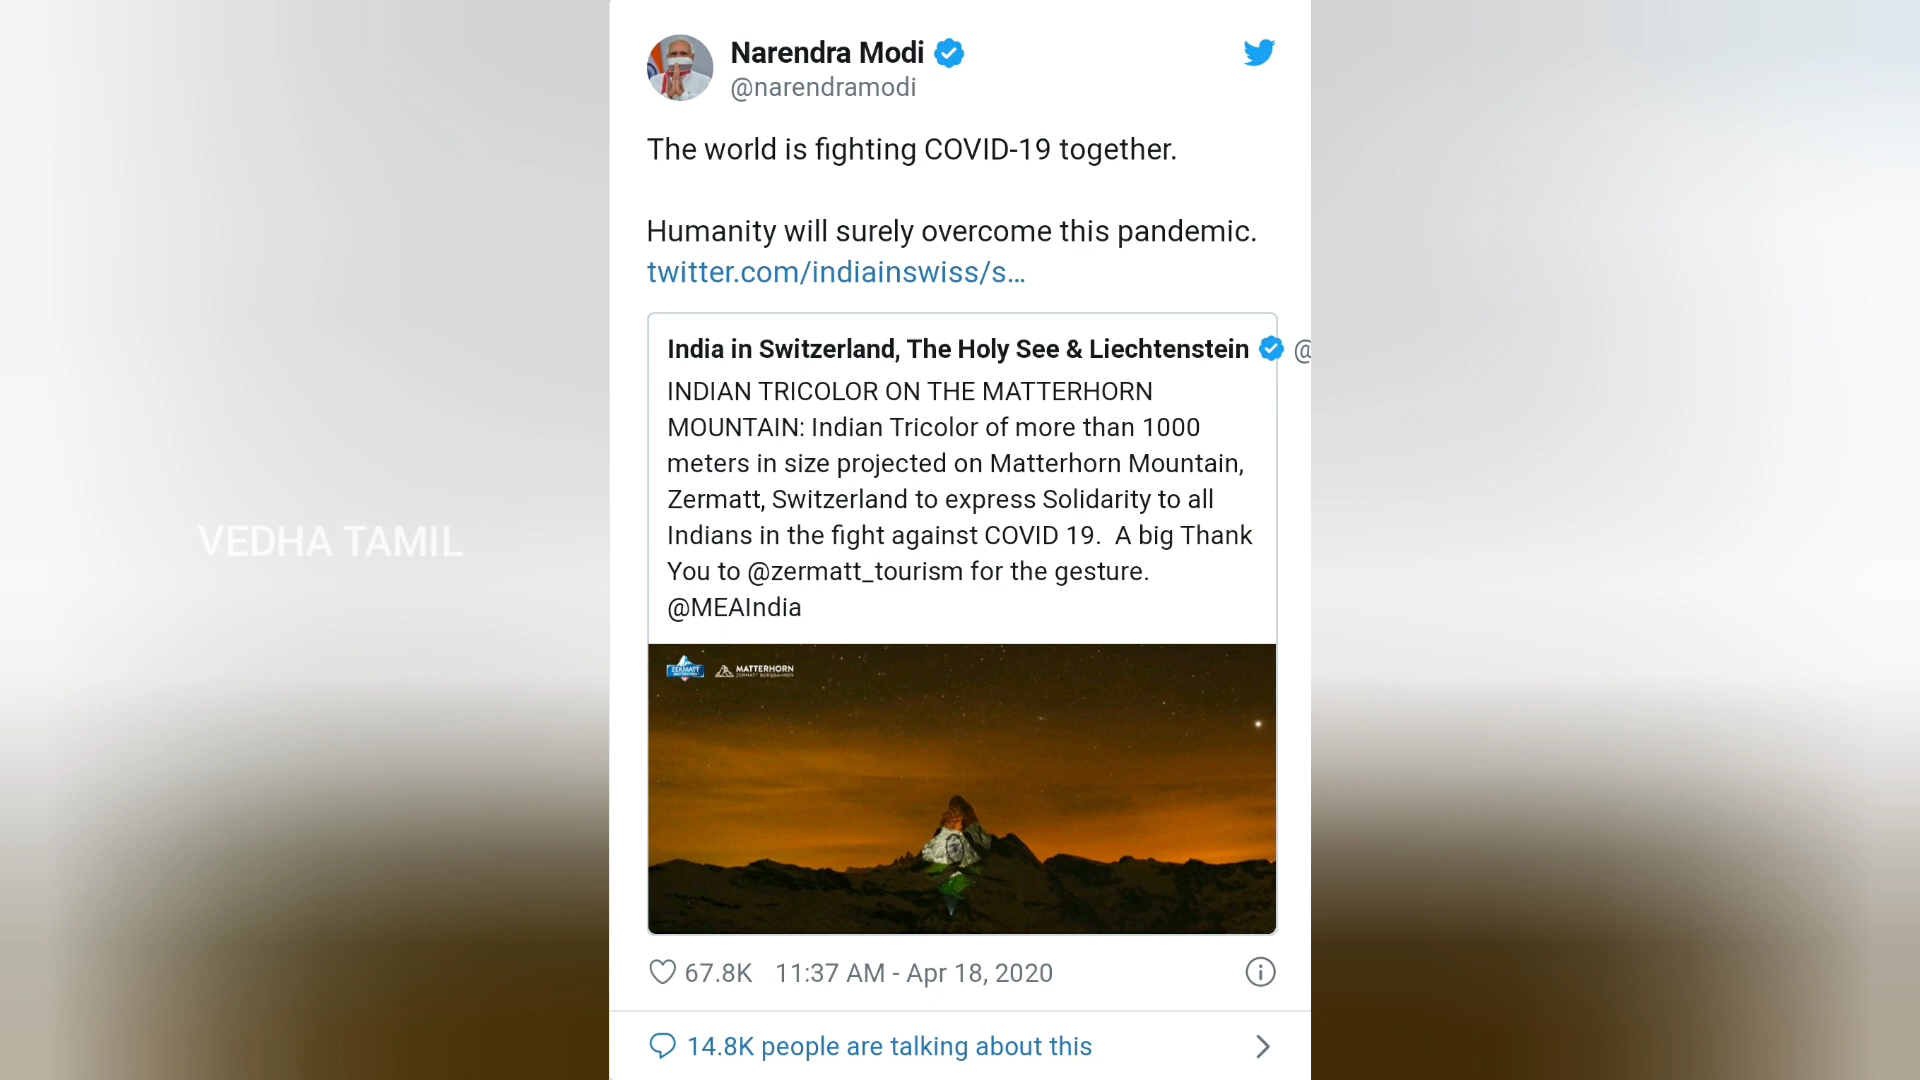 Narendra Modi
@narendramodi
The world is fighting COVID-19 together.
Humanity will surely overcome this pandemic.
twitter.com/indiainswiss/s…
India in Switzerland, The Holy See & Liechtenstein @
INDIAN TRICOLOR ON THE MATTERHORN
MOUNTAIN: Indian Tricolor of more than 1000
meters in size projected on Matterhorn Mountain,
Zermatt, Switzerland to express Solidarity to all
Indians in the fight against COVID 19. A big Thank
You to @zermatt_tourism for the gesture.
@MEAIndia
VEDHA TAMIL
ZERMATT
MATTERHORN
ZERMATT BERGBAHNEN
67.8K 11:37 AM - Apr 18, 2020
14.8K people are talking about this